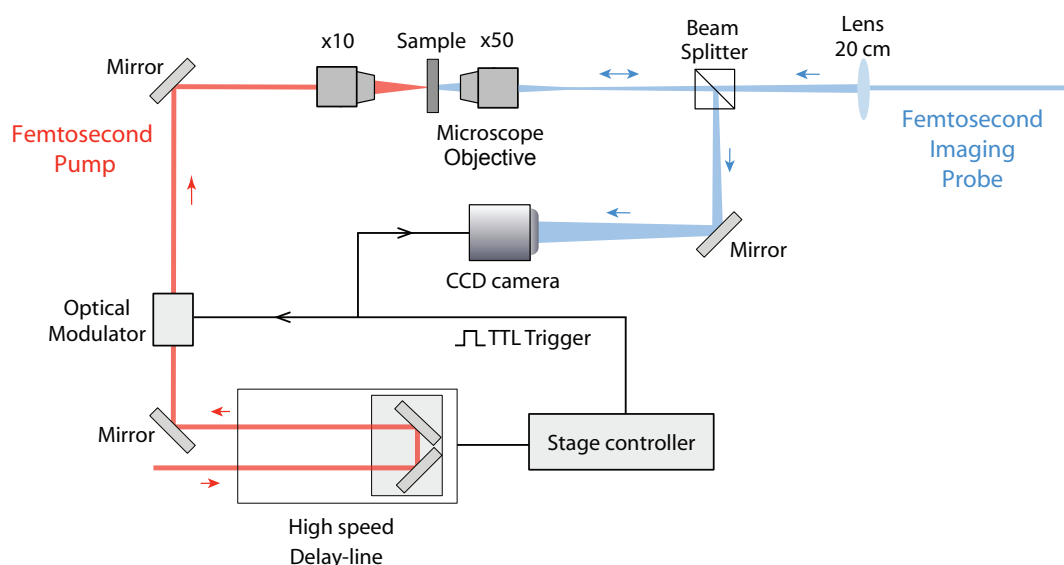 Mirror
x10
Sample
x50
Beam
Splitter
Lens
20 cm
Femtosecond
Pump
Microscope
Objective
Femtosecond
Imaging
Probe
Mirror
CCD camera
Optical
Modulator
TTL Trigger
Mirror
Stage controller
High speed
Delay-line